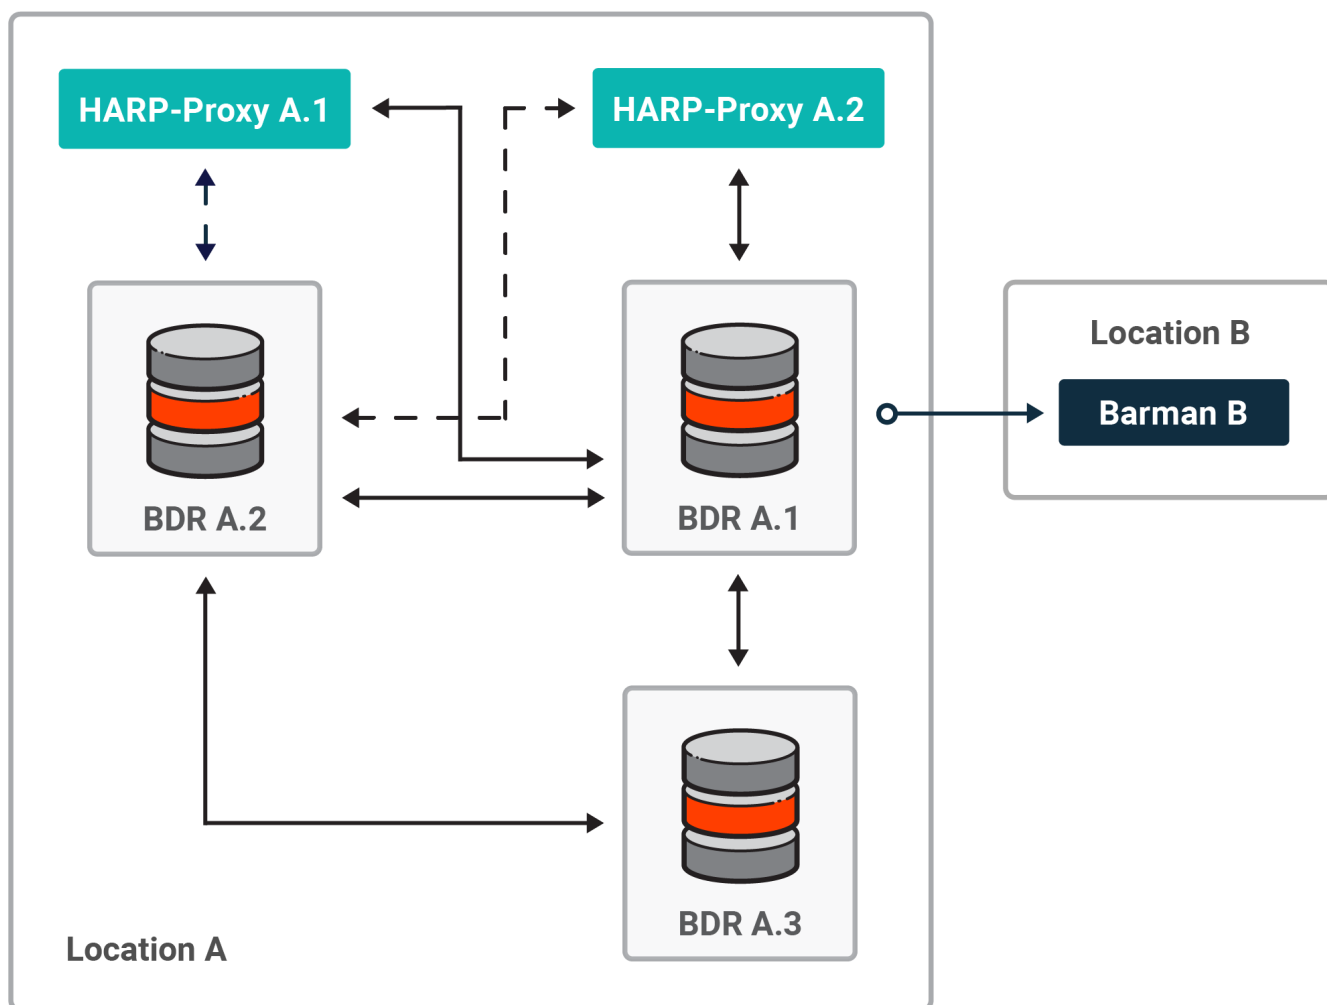 HARP-Proxy A.1
HARP-Proxy A.2
BDR A.2
BDR A.1
Location B
Barman B
BDR A.3
Location A